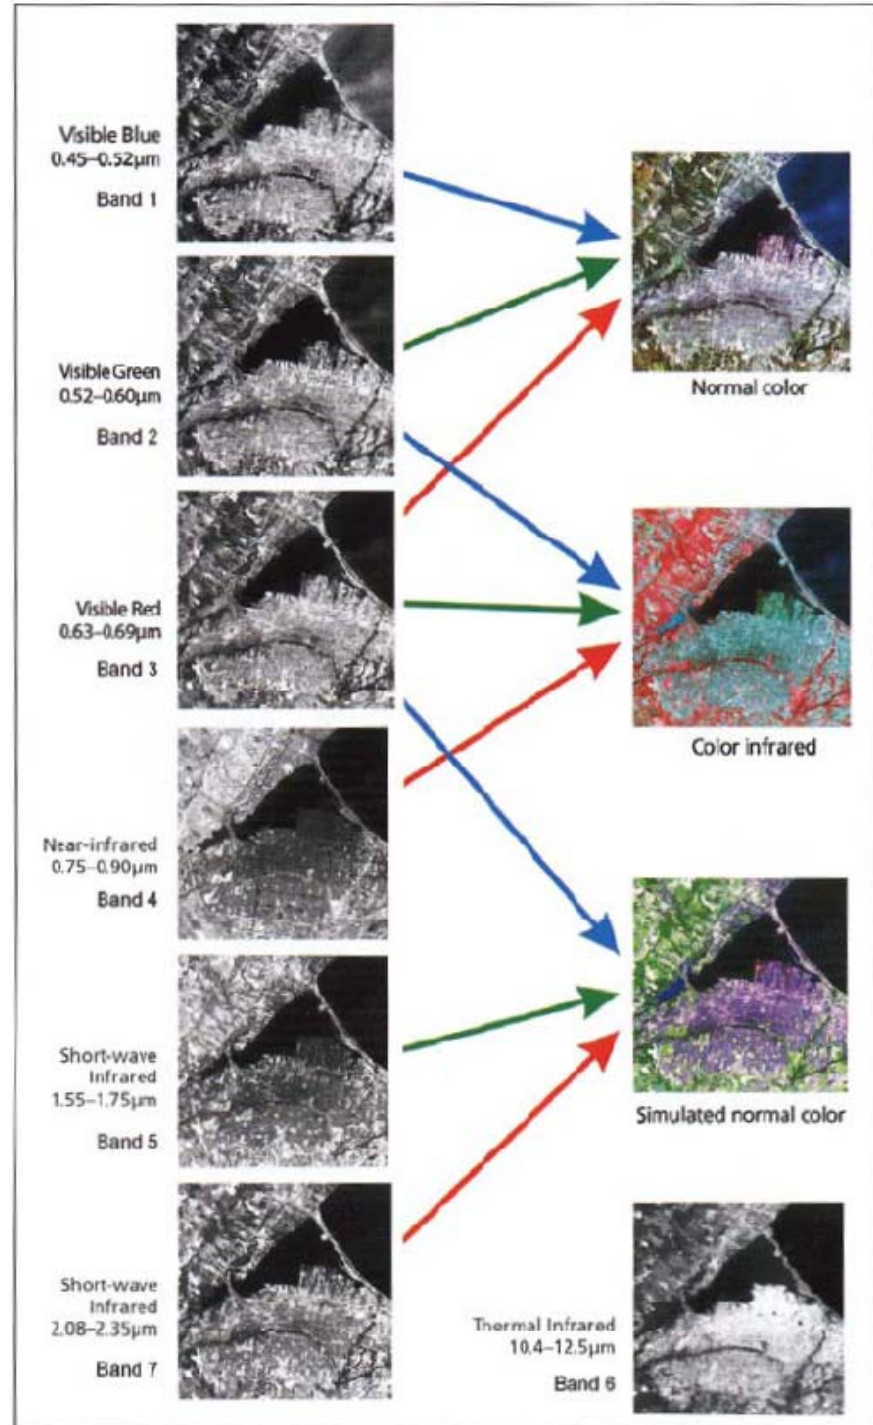 Visible Blue
0.45–0.52µm
Band 1
Normal color
Visible Green
0.52–0.60µm
Band 2
Visible Red
0.63–0.69µm
Band 3
Color infrared
Near-infrared
0.75–0.90µm
Band 4
Short-wave
Infrared
1.55–1.75µm
Band 5
Simulated normal color
Short-wave
Infrared
2.08–2.35µm
Band 7
Thermal Infrared
10.4–12.5µm
Band 6